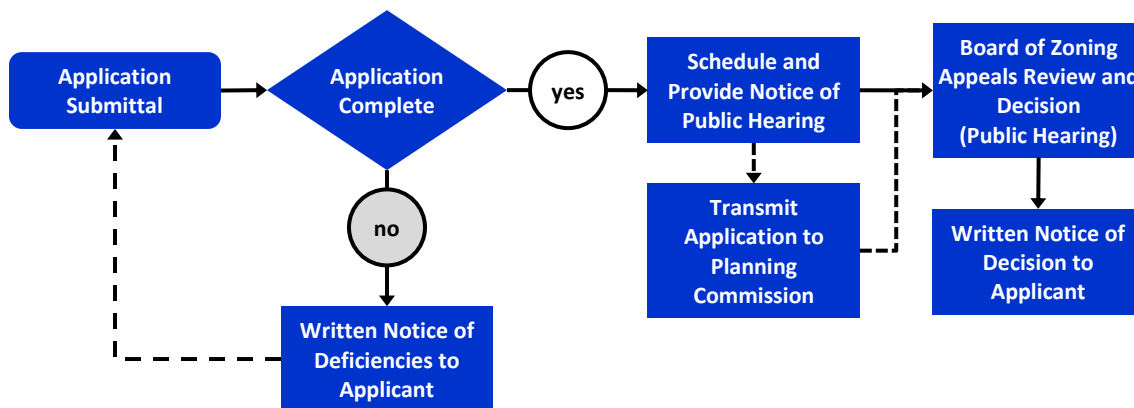 Application
Submittal
Application
Complete
yes
no
Written Notice of
Deficiencies to
Applicant
Schedule and
Provide Notice of
Public Hearing
Transmit
Application to
Planning
Commission
Board of Zoning
Appeals Review and
Decision
(Public Hearing)
Written Notice of
Decision to
Applicant